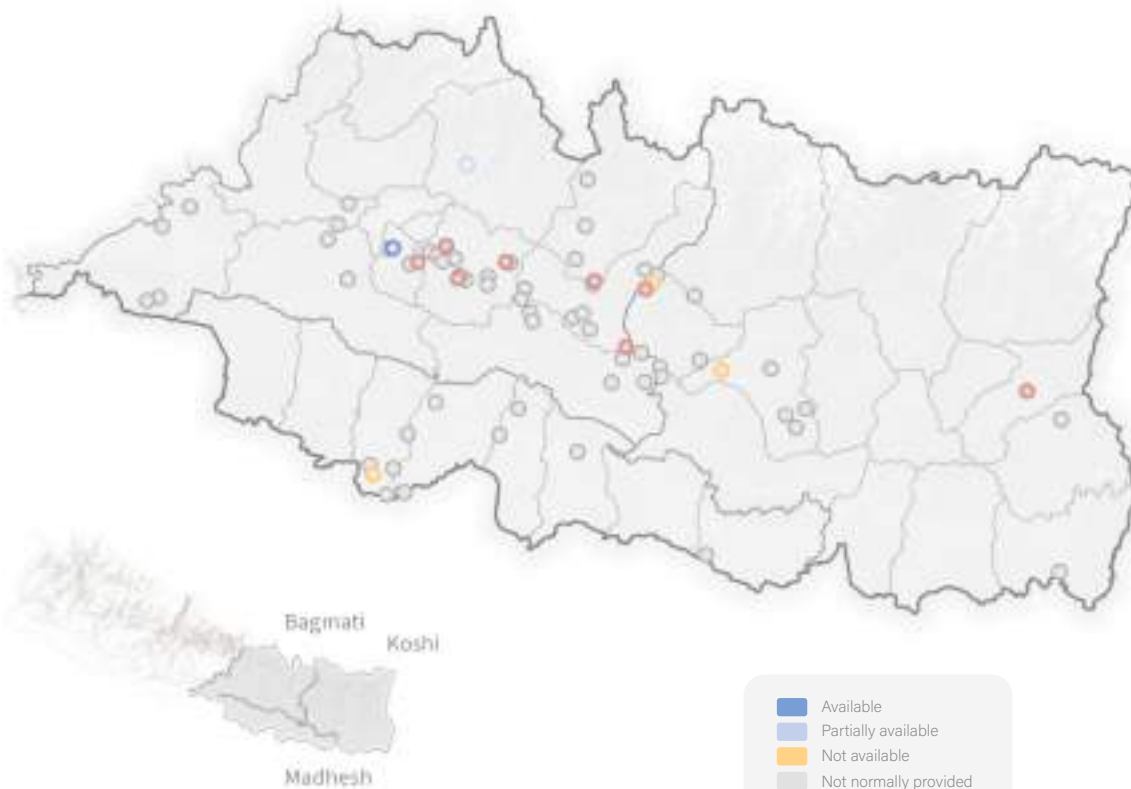 Bagmati
Koshi
Madhesh
Available
Partially available
Not available
Not normally provided